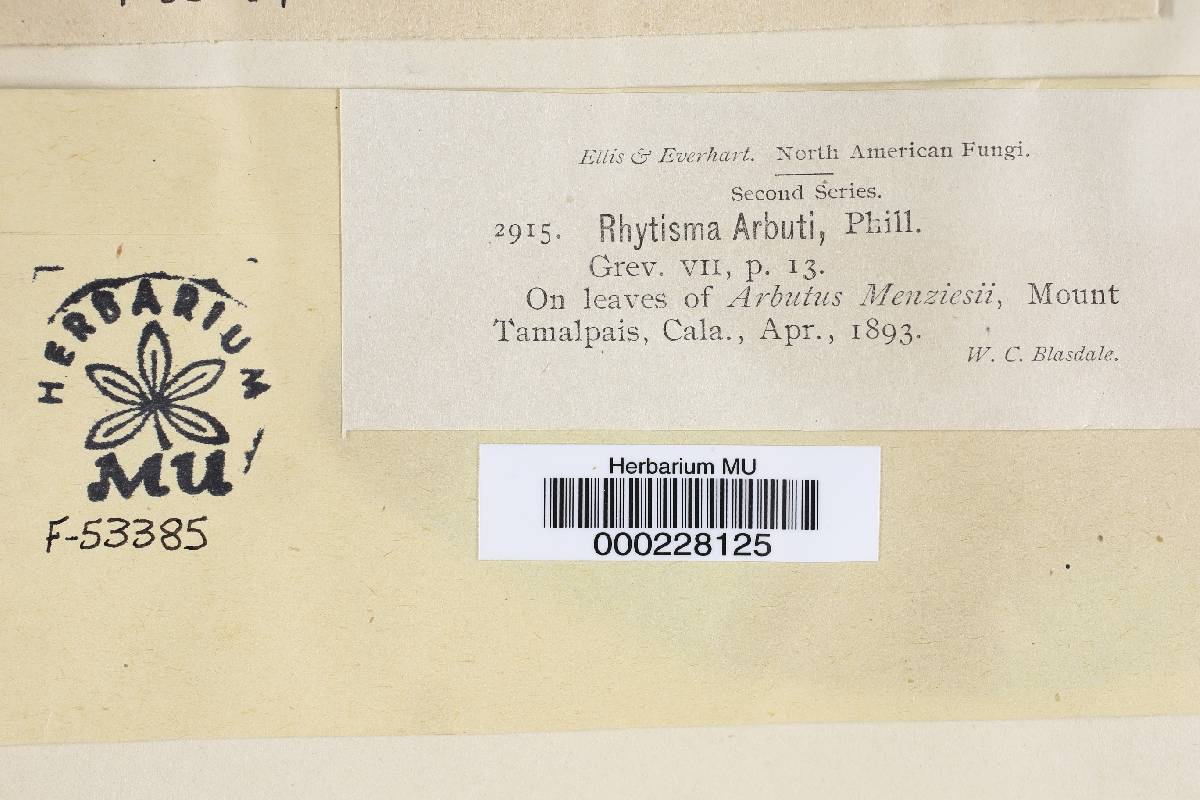 Ellis & Everhart. North American Fungi.
Second Series.
2915. Rhytisma Arbuti, Phill.
Grev. VII, p. 13.
On leaves of Arbutus Menziesii, Mount
Tamalpais, Cala., Apr., 1893.
W. C. Blasdale.
HERBARIUM
MU
F-53385
Herbarium MU
000228125